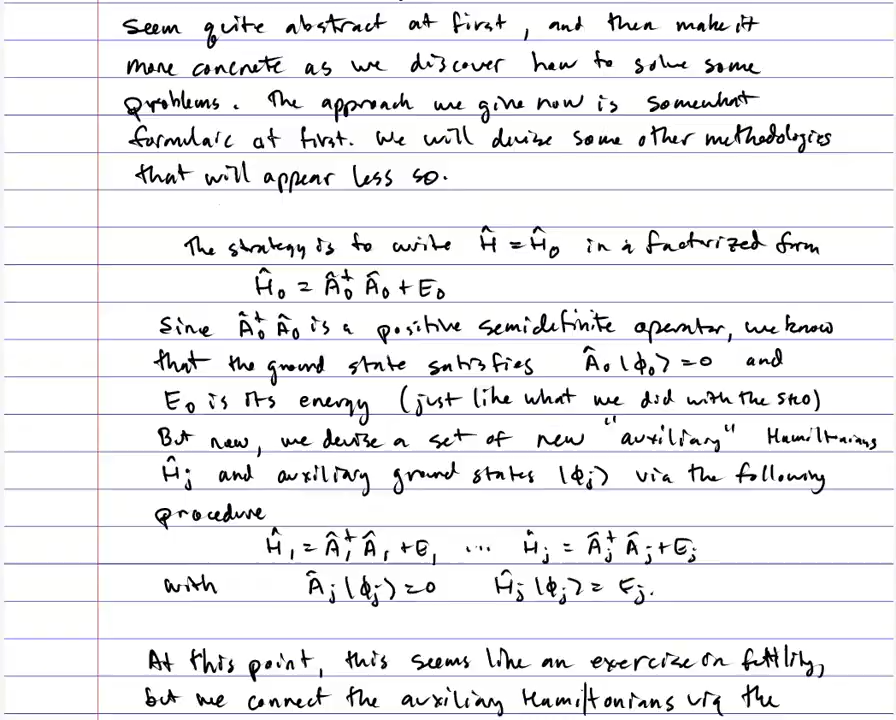 seem quite abstract at first, and then make it
more concrete as we discover how to solve some
problems. The approach we give now is somewhat
formulaic at first. We will devise some other methodologies
that will appear less so.
The strategy is to write Ĥ = Ĥ₀ in a factorized form
Ĥ₀ = Â₀† Â₀ + E₀
Since Â₀† Â₀ is a positive semidefinite operator, we know
that the ground state satisfies Â₀ |ϕ₀⟩ = 0 and
E₀ is its energy (just like what we did with the SHO)
But now, we devise a set of new "auxiliary" Hamiltonians
Ĥⱼ and auxiliary ground states |ϕⱼ⟩ via the following
procedure
Ĥ₁ = Â₁† Â₁ + E₁ ... Ĥⱼ = Âⱼ† Âⱼ + Eⱼ
with Âⱼ |ϕⱼ⟩ = 0 Ĥⱼ |ϕⱼ⟩ = Eⱼ.
At this point, this seems like an exercise in futility,
but we connect the auxiliary Hamiltonians via the